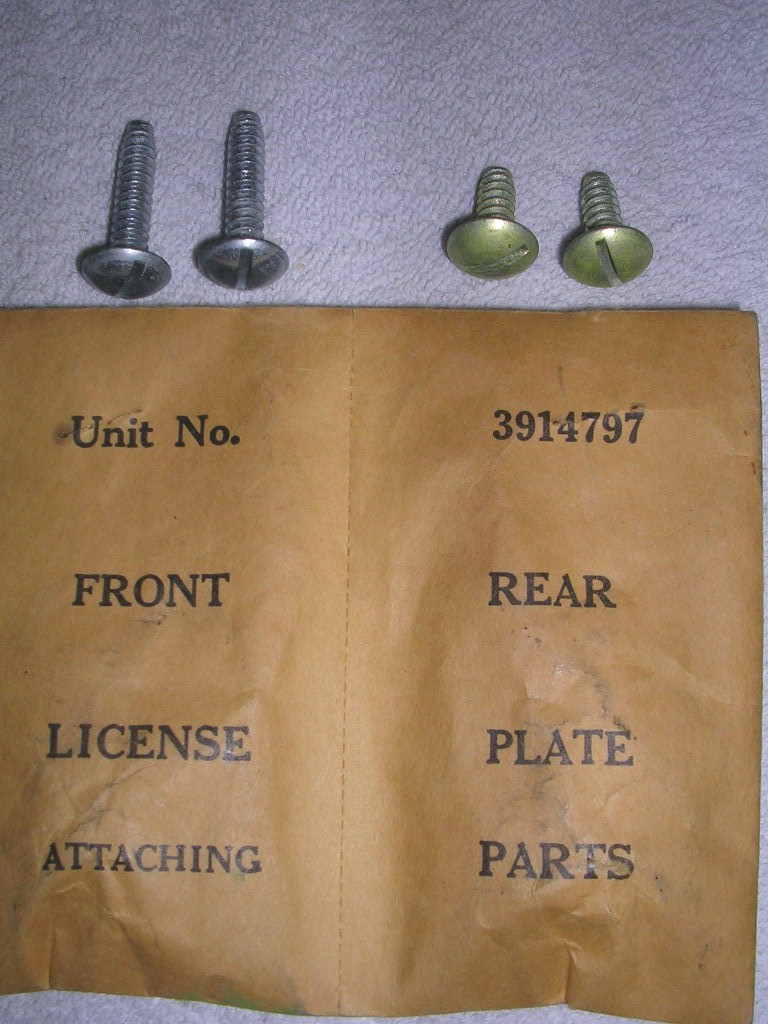 Unit No. 3914797
FRONT REAR
LICENSE PLATE
ATTACHING PARTS